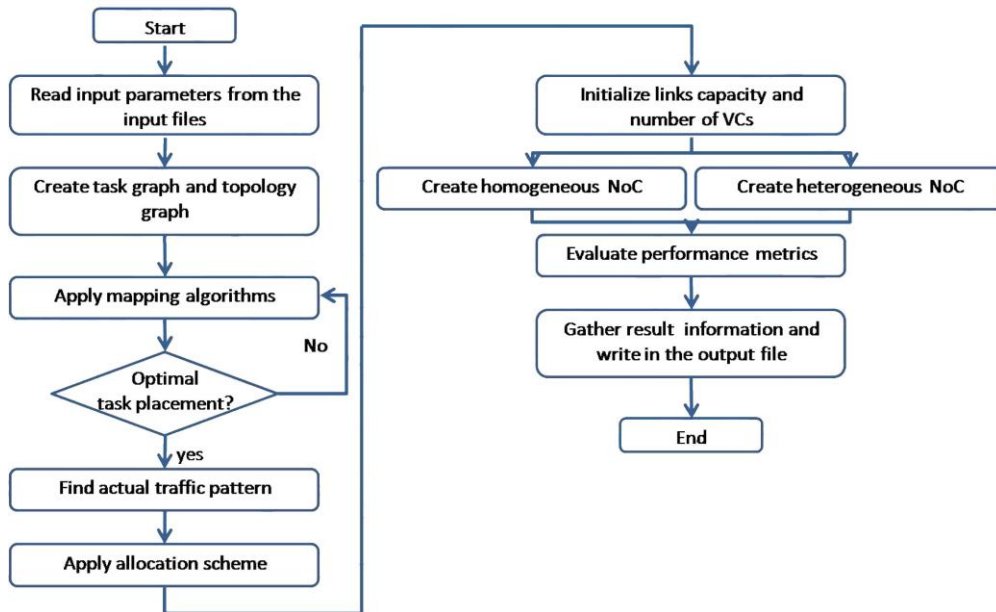 Start
Read input parameters from the
input files
Create task graph and topology
graph
Apply mapping algorithms
No
Optimal
task placement?
yes
Find actual traffic pattern
Apply allocation scheme
Initialize links capacity and
number of VCs
Create homogeneous NoC
Create heterogeneous NoC
Evaluate performance metrics
Gather result information and
write in the output file
End